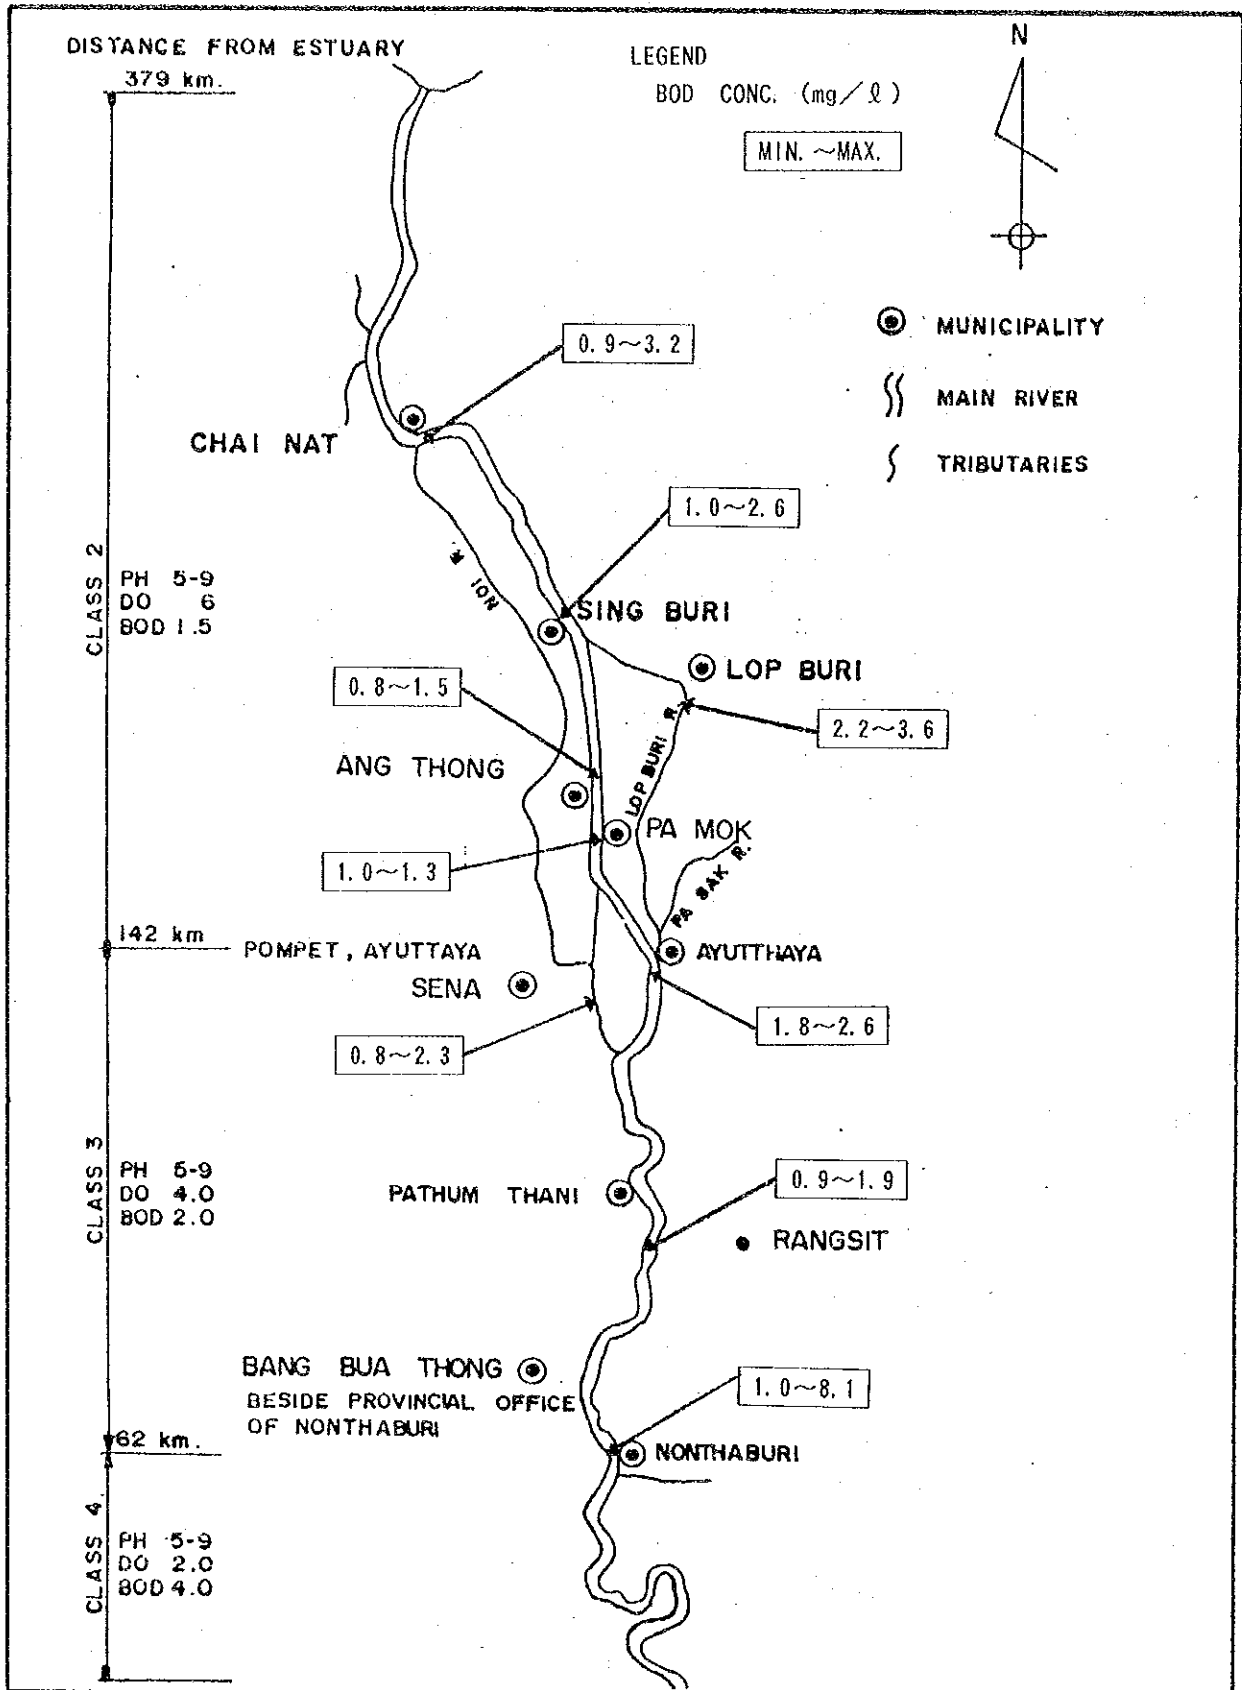 DISTANCE FROM ESTUARY
379 km.
LEGEND
BOD CONC. (mg/ℓ)
MIN. ~MAX.
N
MUNICIPALITY
MAIN RIVER
TRIBUTARIES
0.9~3.2
CHAI NAT
1.0~2.6
NOI R.
CLASS 2
PH 5-9
DO 6
BOD 1.5
SING BURI
LOP BURI
0.8~1.5
2.2~3.6
LOP BURI R.
ANG THONG
PA MOK
1.0~1.3
PA SAK R.
142 km
POMPET, AYUTTAYA
AYUTTHAYA
SENA
1.8~2.6
0.8~2.3
CLASS 3
PH 5-9
DO 4.0
BOD 2.0
PATHUM THANI
0.9~1.9
RANGSIT
BANG BUA THONG
BESIDE PROVINCIAL OFFICE
OF NONTHABURI
1.0~8.1
62 km.
NONTHABURI
CLASS 4.
PH 5-9
DO 2.0
BOD 4.0